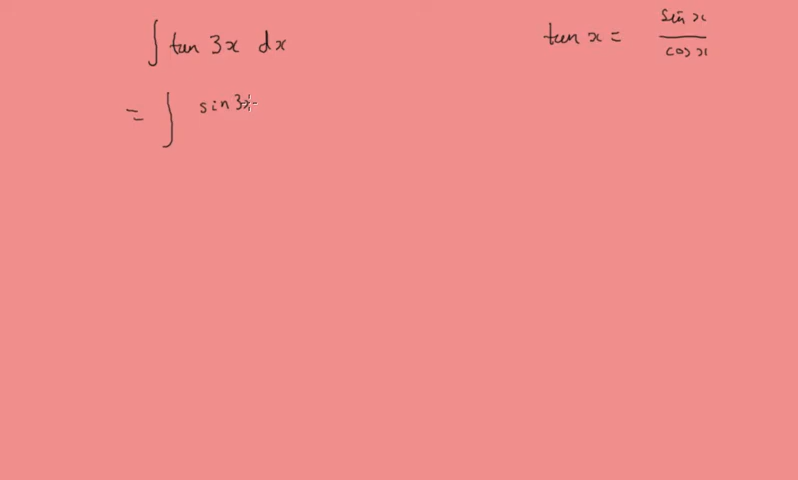 ∫ tan 3x dx
tan x = sin x / cos x
= ∫ sin 3x